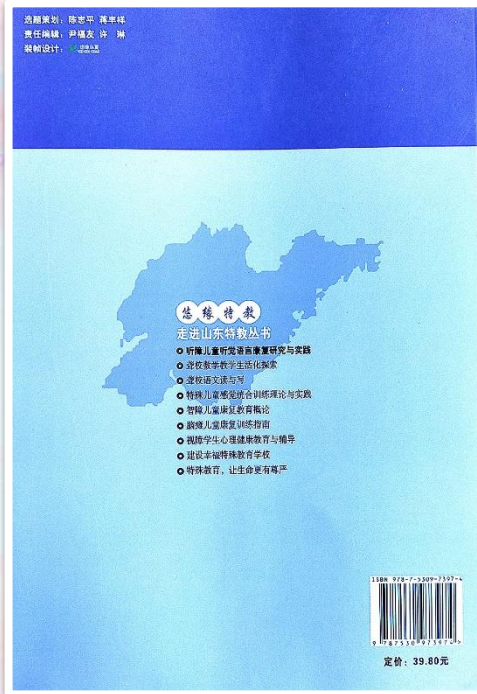 选题策划：陈志平 蒋丰祥
责任编辑：尹福友 许 琳
装帧设计：
悠缘特教
走进山东特教丛书
听障儿童听觉语言康复研究与实践
聋校数学教学生活化探索
聋校语文读与写
特殊儿童感觉统合训练理论与实践
智障儿童康复教育概论
脑瘫儿童康复训练指南
视障学生心理健康教育与辅导
建设幸福特殊教育学校
特殊教育，让生命更有尊严
ISBN 978-7-5309-7397-4
9 787530 973974 >
定价：39.80元